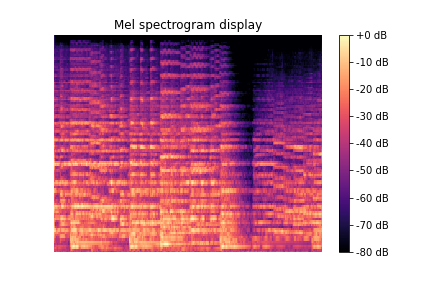 Mel spectrogram display
+0 dB
-10 dB
-20 dB
-30 dB
-40 dB
-50 dB
-60 dB
-70 dB
-80 dB